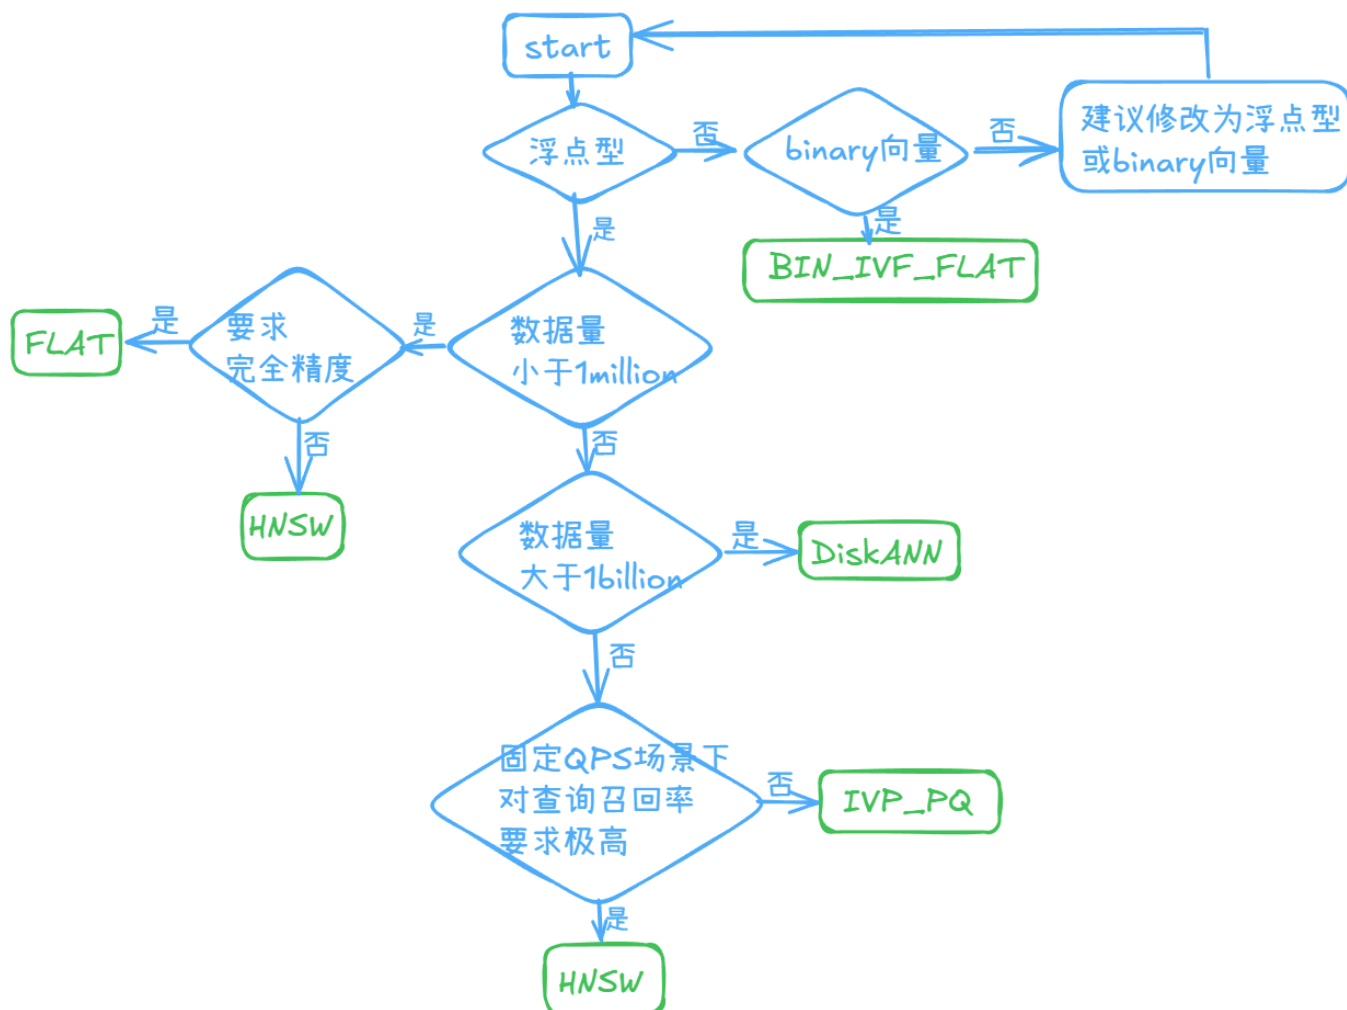 start
浮点型
否
binary向量
否
建议修改为浮点型
或binary向量
是
是
BIN_IVF_FLAT
FLAT
是
要求
完全精度
是
数据量
小于1million
否
否
HNSW
数据量
大于1billion
是
DiskANN
否
固定QPS场景下
对查询召回率
要求极高
否
IVP_PQ
是
HNSW